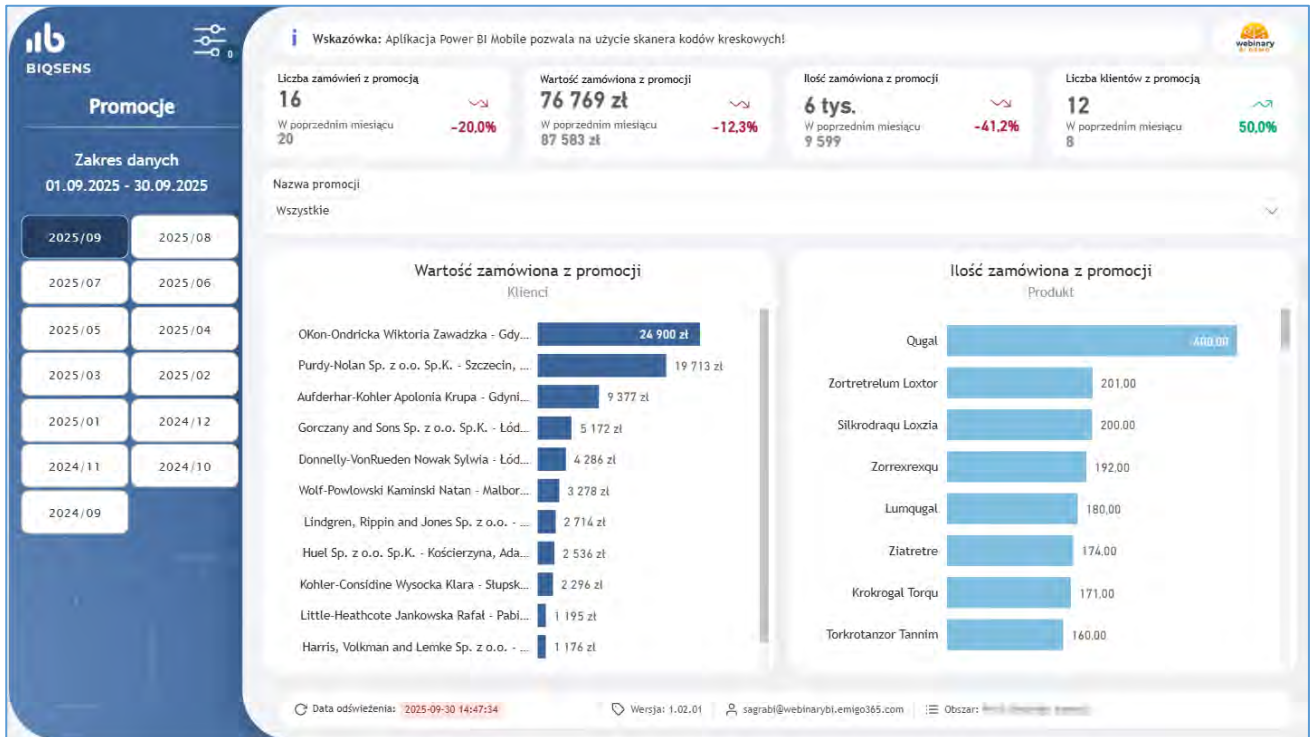 BIQSENS
0
Promocje
Zakres danych
01.09.2025 - 30.09.2025
2025/09
2025/08
2025/07
2025/06
2025/05
2025/04
2025/03
2025/02
2025/01
2024/12
2024/11
2024/10
2024/09
i Wskazówka: Aplikacja Power BI Mobile pozwala na użycie skanera kodów kreskowych!
webinary
BI DEMO
Liczba zamówień z promocją
16
W poprzednim miesiącu
20
-20,0%
Wartość zamówiona z promocji
76 769 zł
W poprzednim miesiącu
87 583 zł
-12,3%
Ilość zamówiona z promocji
6 tys.
W poprzednim miesiącu
9 599
-41,2%
Liczba klientów z promocją
12
W poprzednim miesiącu
8
50,0%
Nazwa promocji
Wszystkie
Wartość zamówiona z promocji
Klienci
OKon-Ondricka Wiktoria Zawadzka - Gdy... 24 900 zł
Purdy-Nolan Sp. z o.o. Sp.K. - Szczecin, ... 19 713 zł
Aufderhar-Kohler Apolonia Krupa - Gdyni... 9 377 zł
Gorczany and Sons Sp. z o.o. Sp.K. - Łód... 5 172 zł
Donnelly-VonRueden Nowak Sylwia - Łód... 4 286 zł
Wolf-Powlowski Kaminski Natan - Malbor... 3 278 zł
Lindgren, Rippin and Jones Sp. z o.o. - ... 2 714 zł
Huel Sp. z o.o. Sp.K. - Kościerzyna, Ada... 2 536 zł
Kohler-Considine Wysocka Klara - Słupsk... 2 296 zł
Little-Heathcote Jankowska Rafał - Pabi... 1 195 zł
Harris, Volkman and Lemke Sp. z o.o. - ... 1 176 zł
Ilość zamówiona z promocji
Produkt
Qugal 400,00
Zortretrelum Loxtor 201,00
Silkrodraqu Loxzia 200,00
Zorrexrexqu 192,00
Lumqugal 180,00
Ziatretre 174,00
Krokrogal Torqu 171,00
Torkrotanzor Tannim 160,00
Data odświeżenia: 2025-09-30 14:47:34
Wersja: 1.02.01
sagrabi@webinarybi.emigo365.com
Obszar: